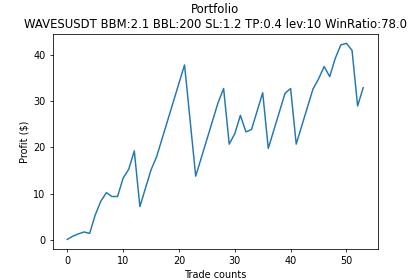 Portfolio
WAVESUSDT BBM:2.1 BBL:200 SL:1.2 TP:0.4 lev:10 WinRatio:78.0
40
30
20
10
0
Profit ($)
0 10 20 30 40 50
Trade counts